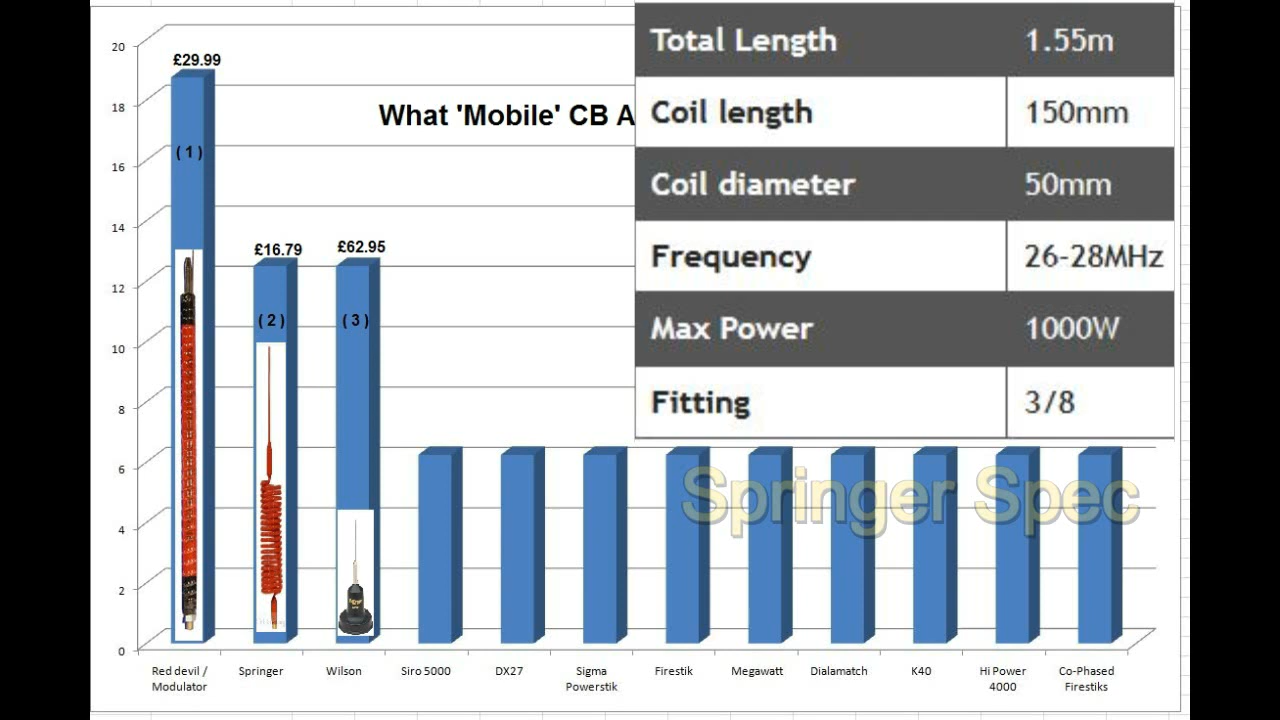 £29.99
£16.79
£62.95
What 'Mobile' CB A
( 1 )
( 2 )
( 3 )
20
18
16
14
12
10
8
6
4
2
0
Red devil / Modulator
Springer
Wilson
Siro 5000
DX27
Sigma Powerstik
Firestik
Megawatt
Dialamatch
K40
Hi Power 4000
Co-Phased Firestiks
Total Length 1.55m
Coil length 150mm
Coil diameter 50mm
Frequency 26-28MHz
Max Power 1000W
Fitting 3/8
Springer Spec